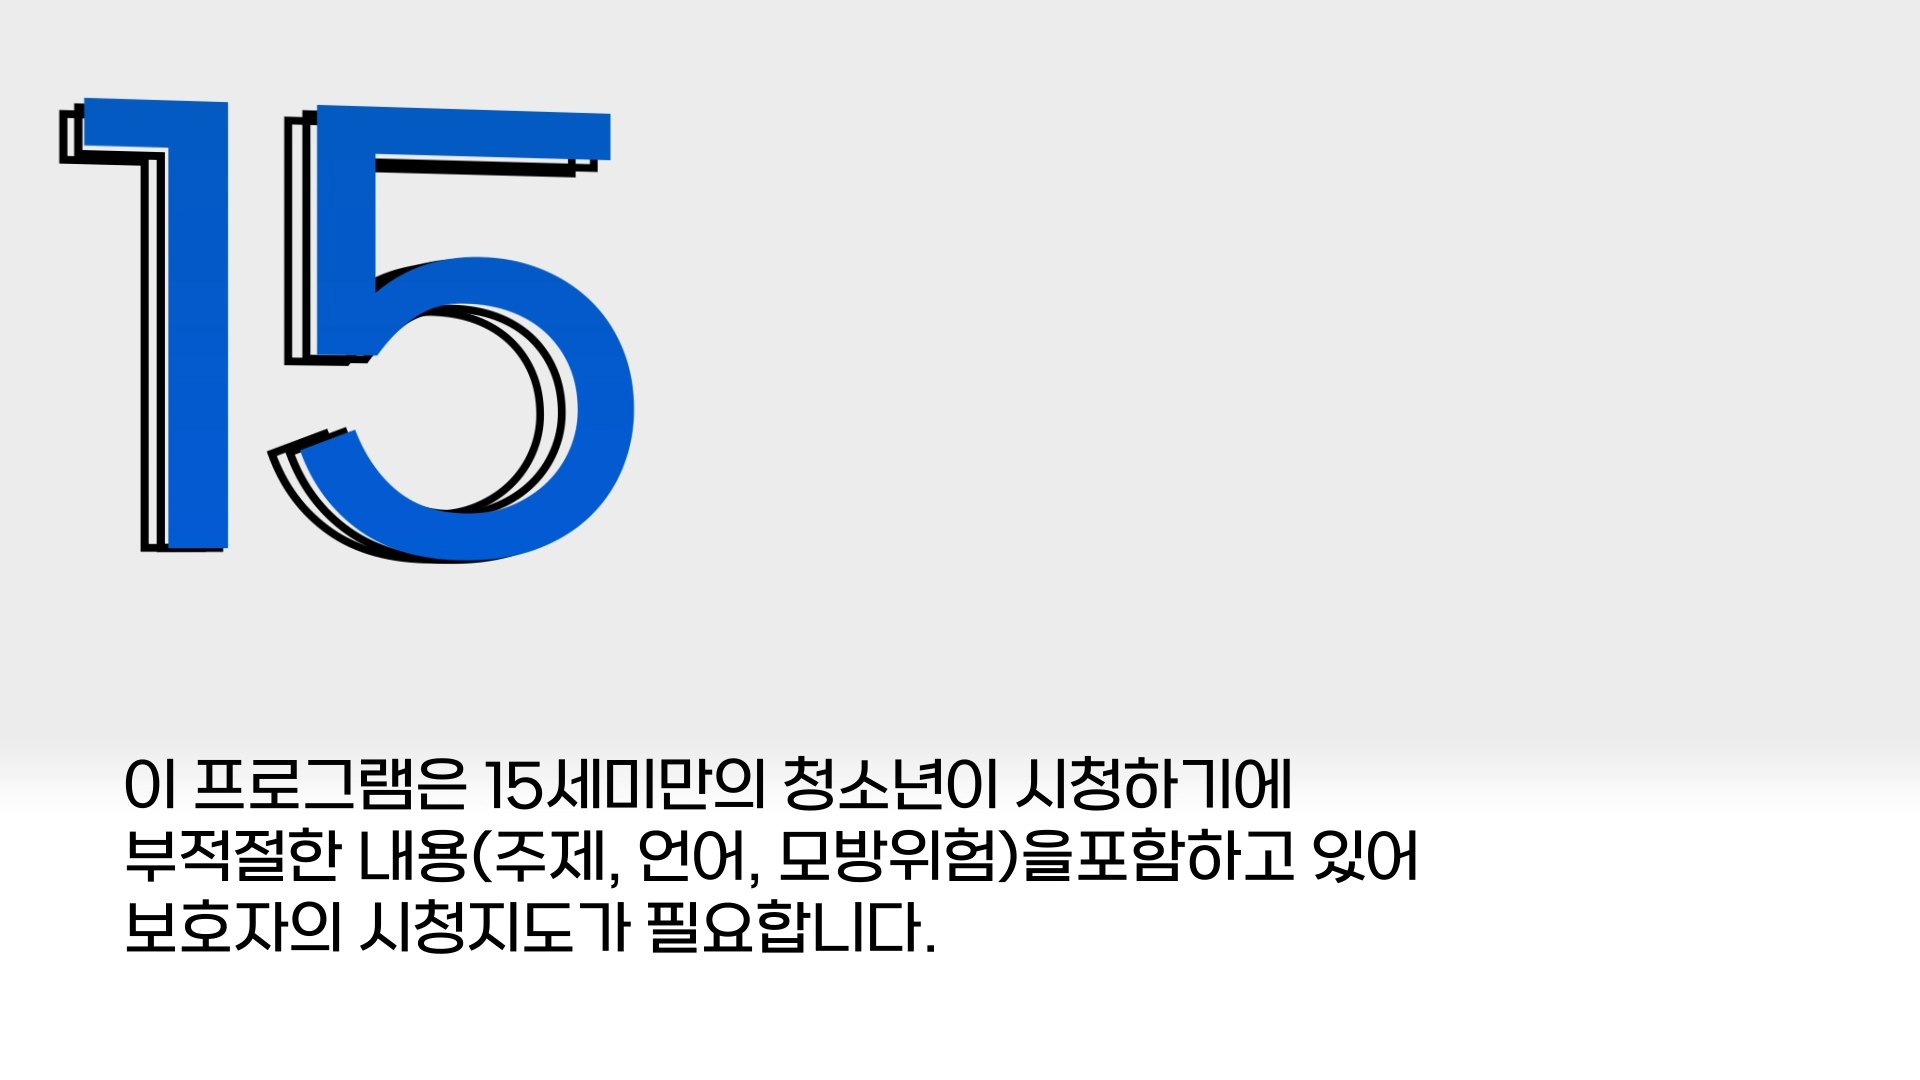 15
이 프로그램은 15세미만의 청소년이 시청하기에
부적절한 내용(주제, 언어, 모방위험)을포함하고 있어
보호자의 시청지도가 필요합니다.